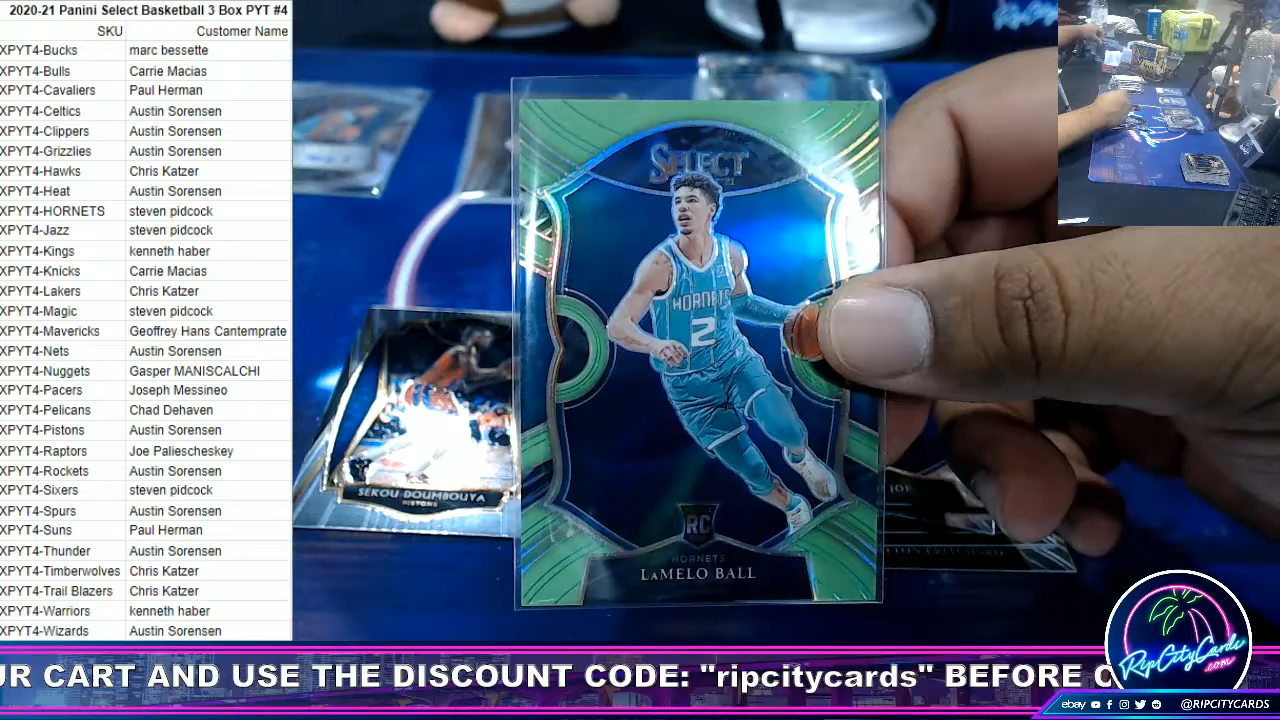 2020-21 Panini Select Basketball 3 Box PYT #4
SKU Customer Name
XPYT4-Bucks marc bessette
XPYT4-Bulls Carrie Macias
XPYT4-Cavaliers Paul Herman
XPYT4-Celtics Austin Sorensen
XPYT4-Clippers Austin Sorensen
XPYT4-Grizzlies Austin Sorensen
XPYT4-Hawks Chris Katzer
XPYT4-Heat Austin Sorensen
XPYT4-HORNETS steven pidcock
XPYT4-Jazz steven pidcock
XPYT4-Kings kenneth haber
XPYT4-Knicks Carrie Macias
XPYT4-Lakers Chris Katzer
XPYT4-Magic steven pidcock
XPYT4-Mavericks Geoffrey Hans Cantemprate
XPYT4-Nets Austin Sorensen
XPYT4-Nuggets Gasper MANISCALCHI
XPYT4-Pacers Joseph Messineo
XPYT4-Pelicans Chad Dehaven
XPYT4-Pistons Austin Sorensen
XPYT4-Raptors Joe Paliescheskey
XPYT4-Rockets Austin Sorensen
XPYT4-Sixers steven pidcock
XPYT4-Spurs Austin Sorensen
XPYT4-Suns Paul Herman
XPYT4-Thunder Austin Sorensen
XPYT4-Timberwolves Chris Katzer
XPYT4-Trail Blazers Chris Katzer
XPYT4-Warriors kenneth haber
XPYT4-Wizards Austin Sorensen
SELECT
HORNETS
2
RC
HORNETS
LAMELO BALL
SEKOU DOUMBOUYA
PISTONS
JOE
UR CART AND USE THE DISCOUNT CODE: "ripcitycards" BEFORE C
RipCityCards
.com
ebay @RIPCITYCARDS